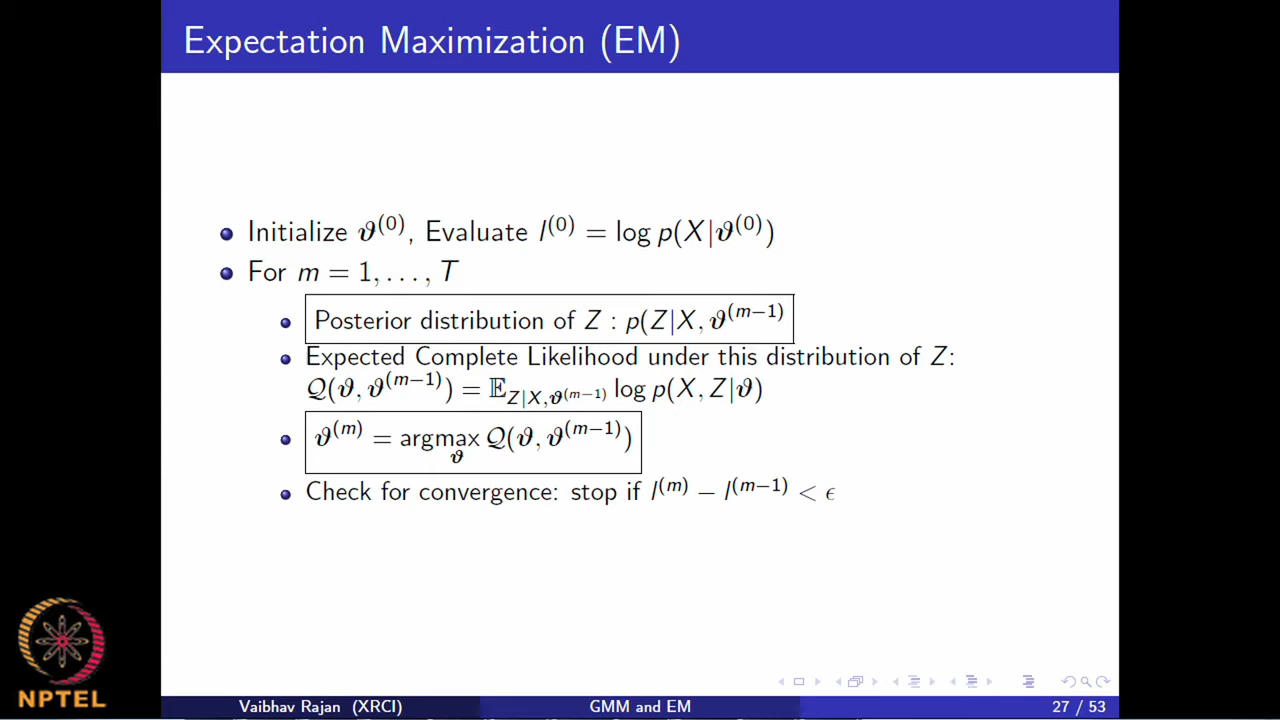 Expectation Maximization (EM)
Initialize ϑ^(0), Evaluate l^(0) = log p(X|ϑ^(0))
For m = 1, . . . , T
Posterior distribution of Z : p(Z|X, ϑ^(m−1)
Expected Complete Likelihood under this distribution of Z:
Q(ϑ, ϑ^(m−1)) = 𝔼_Z|X,ϑ^(m−1) log p(X, Z|ϑ)
ϑ^(m) = argmax Q(ϑ, ϑ^(m−1))
ϑ
Check for convergence: stop if l^(m) − l^(m−1) < ϵ
NPTEL
Vaibhav Rajan (XRCI) GMM and EM 27 / 53